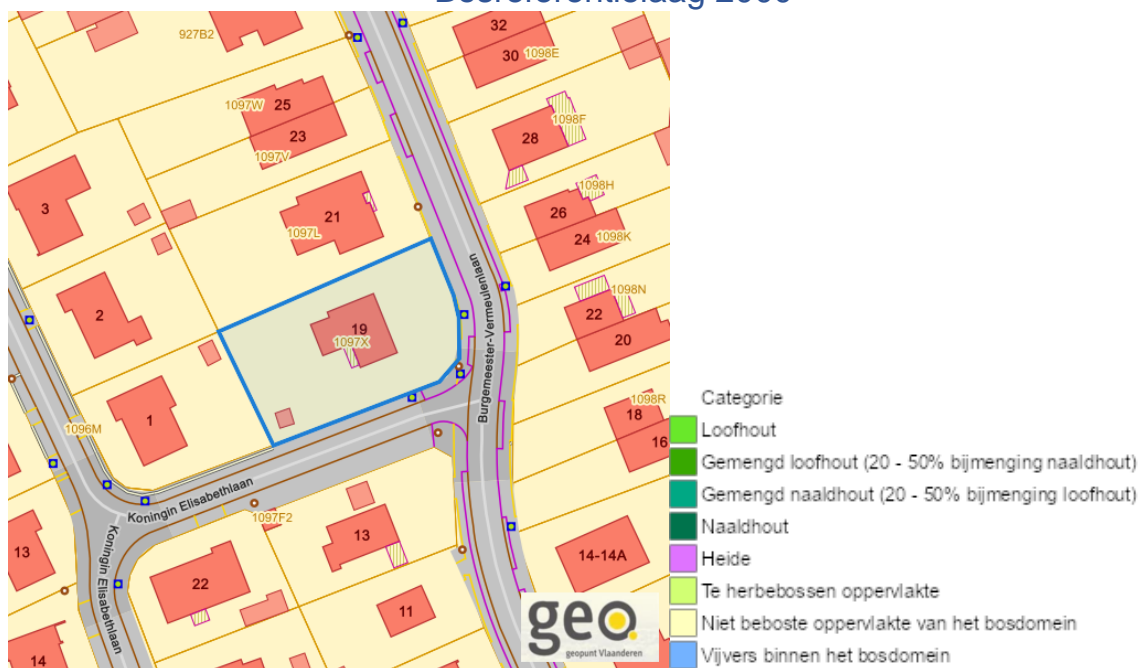 32
927B2
30
1098E
1097W
25
23
1098F
28
1097V
1098H
3
26
21
24
1098K
1097L
Burgemeester-Vermeulenlaan
1098N
2
19
22
1097X
20
1098R
Categorie
18
1
Loofhout
1096M
16
Gemengd loofhout (20 - 50% bijmenging naaldhout)
Gemengd naaldhout (20 - 50% bijmenging loofhout)
Koningin Elisabethlaan
1097F2
Naaldhout
13
13
14-14A
Heide
Koningin Elisabethlaan
22
Te herbebossen oppervlakte
11
geo
Niet beboste oppervlakte van het bosdomein
geopunt Vlaanderen
14
Vijvers binnen het bosdomein